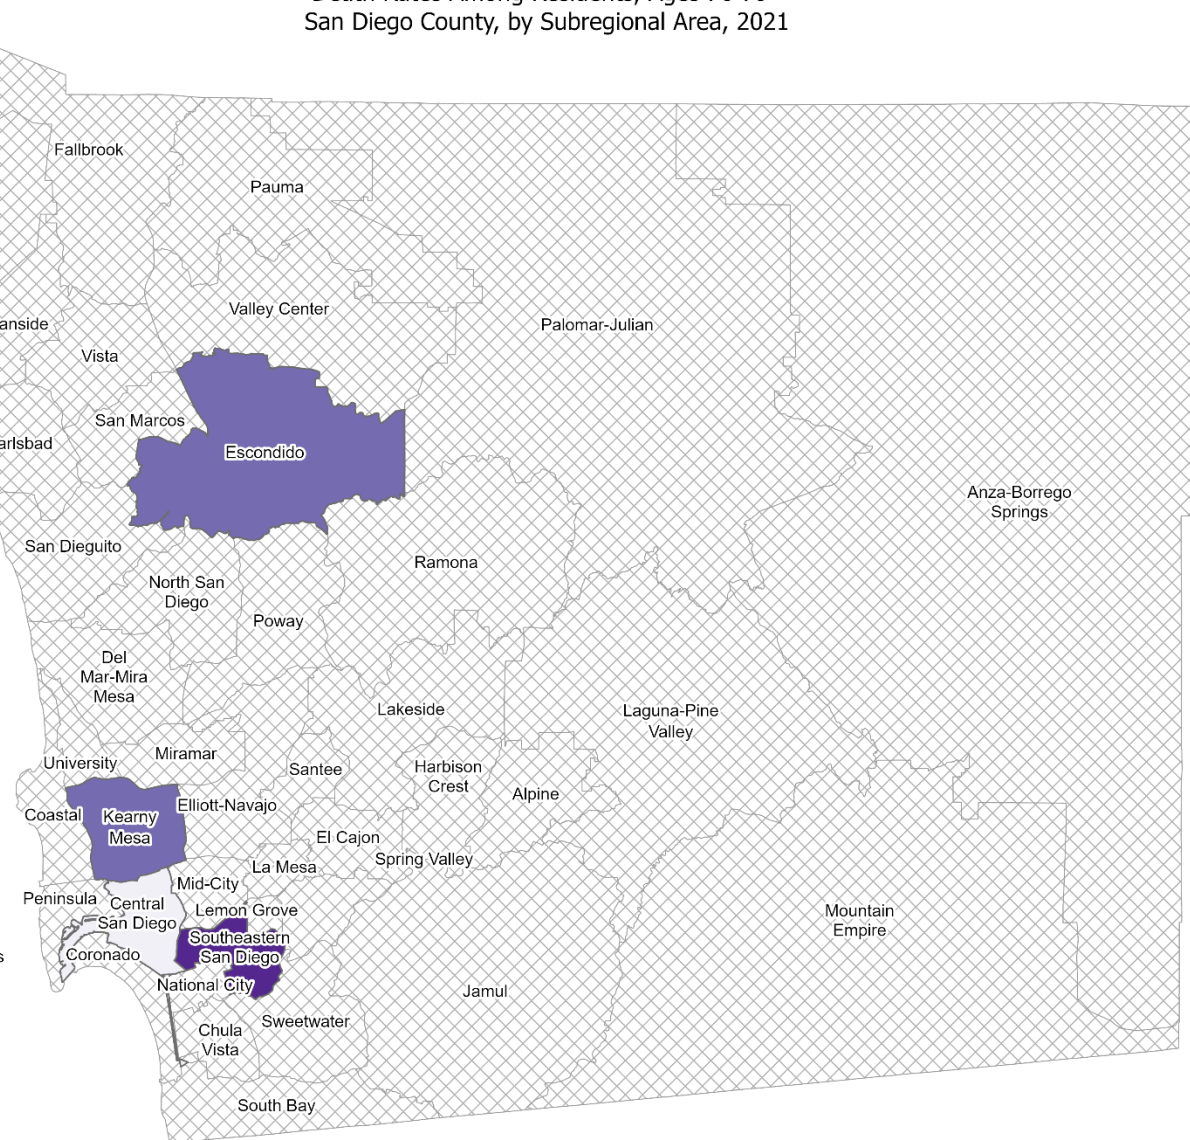 San Diego County, by Subregional Area, 2021
Fallbrook
Pauma
Valley Center
anside
Palomar-Julian
Vista
San Marcos
arlsbad
Escondido
Anza-Borrego
Springs
San Dieguito
Ramona
North San
Diego
Poway
Del
Mar-Mira
Mesa
Lakeside
Laguna-Pine
Valley
Miramar
University
Santee
Harbison
Crest
Alpine
Elliott-Navajo
Coastal
Kearny
Mesa
El Cajon
Spring Valley
La Mesa
Mid-City
Peninsula
Central
San Diego
Lemon Grove
Mountain
Empire
Southeastern
San Diego
Coronado
s
National City
Jamul
Sweetwater
Chula
Vista
South Bay